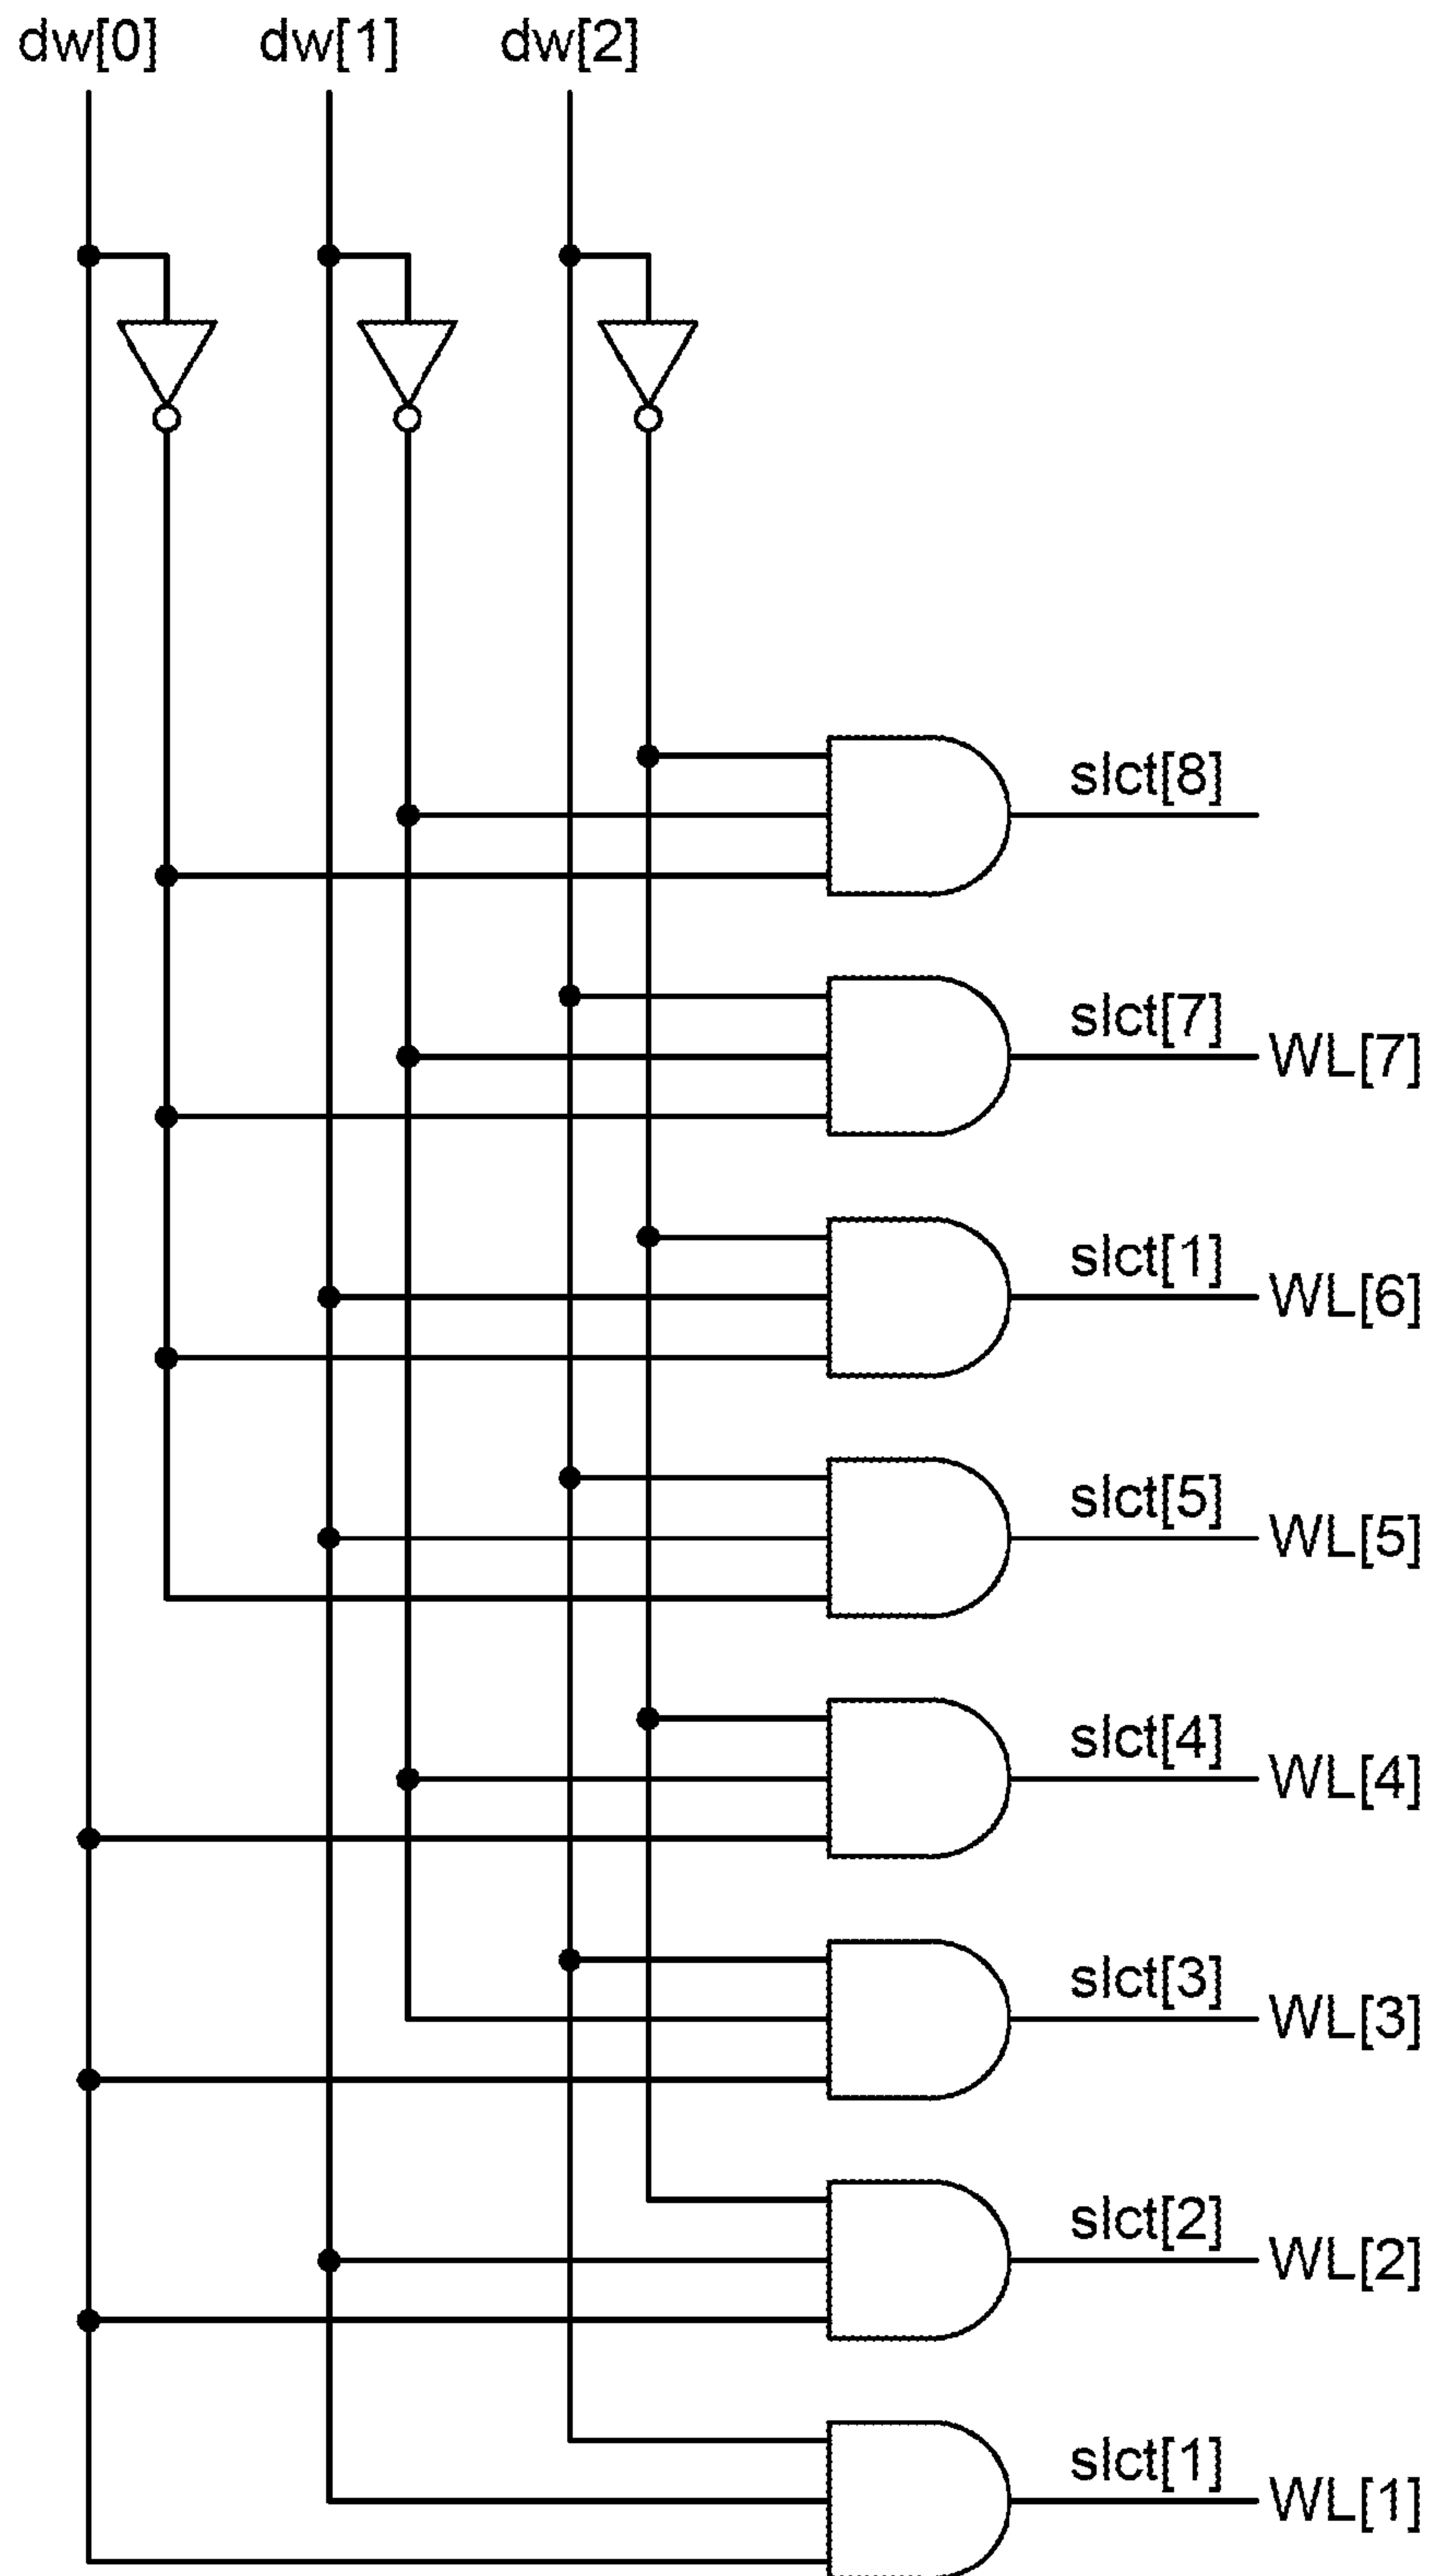 dw[0] dw[1] dw[2]
slct[8]
slct[7] WL[7]
slct[1] WL[6]
slct[5] WL[5]
slct[4] WL[4]
slct[3] WL[3]
slct[2] WL[2]
slct[1] WL[1]